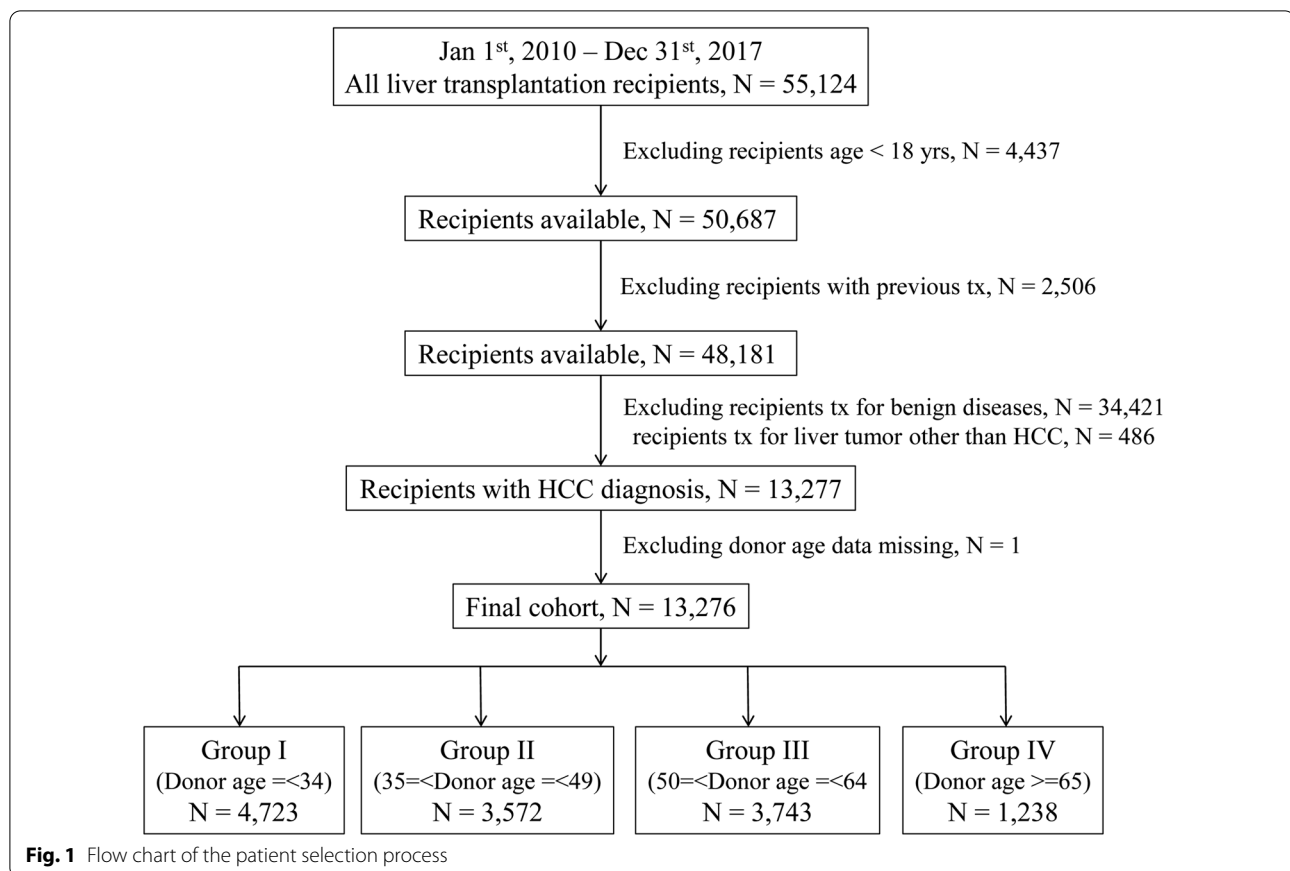 Jan 1st, 2010 – Dec 31st, 2017
All liver transplantation recipients, N = 55,124
Excluding recipients age < 18 yrs, N = 4,437
Recipients available, N = 50,687
Excluding recipients with previous tx, N = 2,506
Recipients available, N = 48,181
Excluding recipients tx for benign diseases, N = 34,421
recipients tx for liver tumor other than HCC, N = 486
Recipients with HCC diagnosis, N = 13,277
Excluding donor age data missing, N = 1
Final cohort, N = 13,276
Group I
(Donor age =<34)
N = 4,723
Group II
(35=<Donor age =<49)
N = 3,572
Group III
(50=<Donor age =<64
N = 3,743
Group IV
(Donor age >=65)
N = 1,238
Fig. 1 Flow chart of the patient selection process